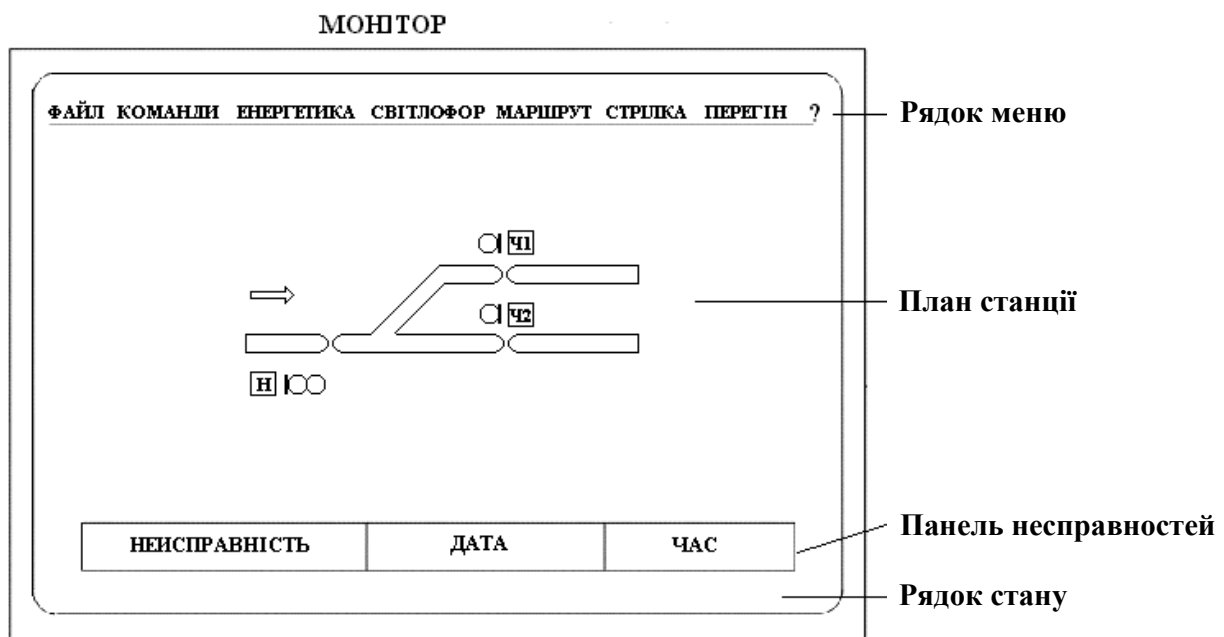 МОНІТОР
ФАЙЛ КОМАНДИ ЕНЕРГЕТИКА СВІТЛОФОР МАРШРУТ СТРІЛКА ПЕРЕГІН ?
Рядок меню
Ч1
План станції
Ч2
Н
Панель несправностей
НЕИСПРАВНІСТЬ ДАТА ЧАС
Рядок стану